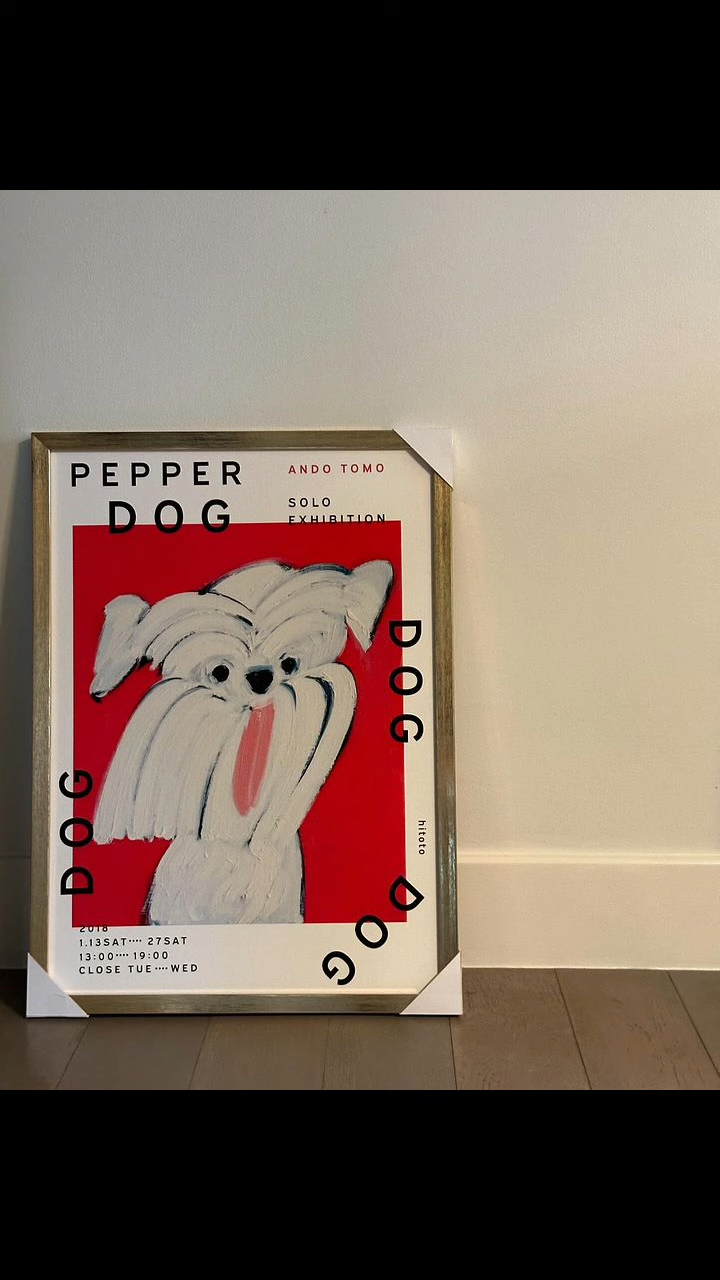 PEPPER
DOG
ANDO TOMO
SOLO
EXHIBITION
DOG
hitoto
DOG
DOG
2018
1.13SAT···· 27SAT
13:00···· 19:00
CLOSE TUE····WED